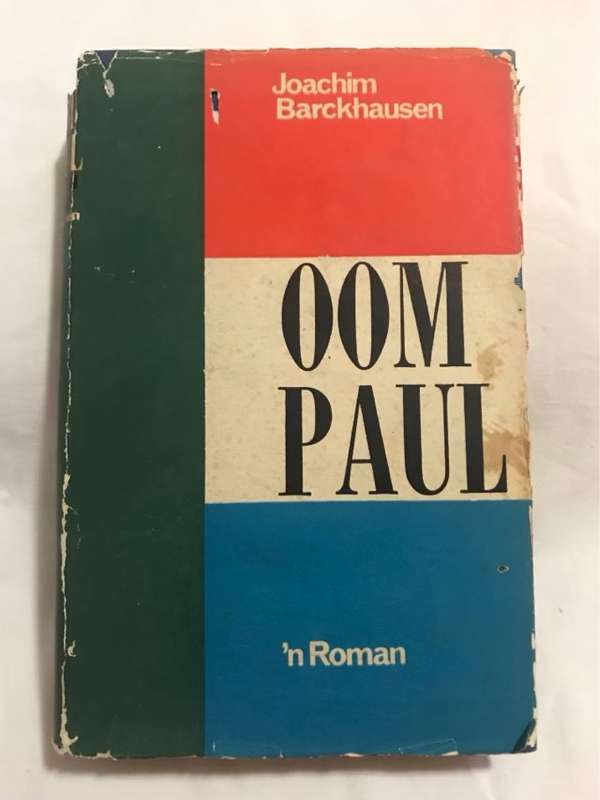 Joachim
Barckhausen
OOM
PAUL
'n Roman